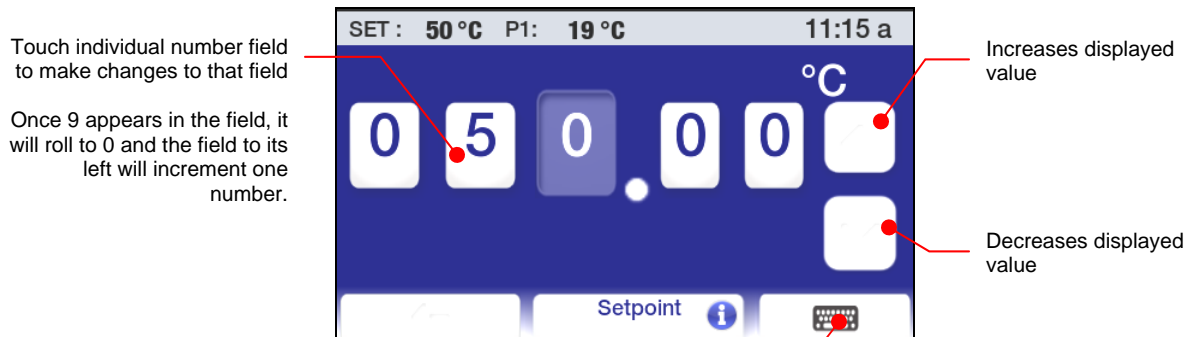 SET : 50 °C P1: 19 °C 11:15 a
Touch individual number field
to make changes to that field
Once 9 appears in the field, it
will roll to 0 and the field to its
left will increment one
number.
°C
0 5 0 . 0 0
Increases displayed
value
Decreases displayed
value
Setpoint i